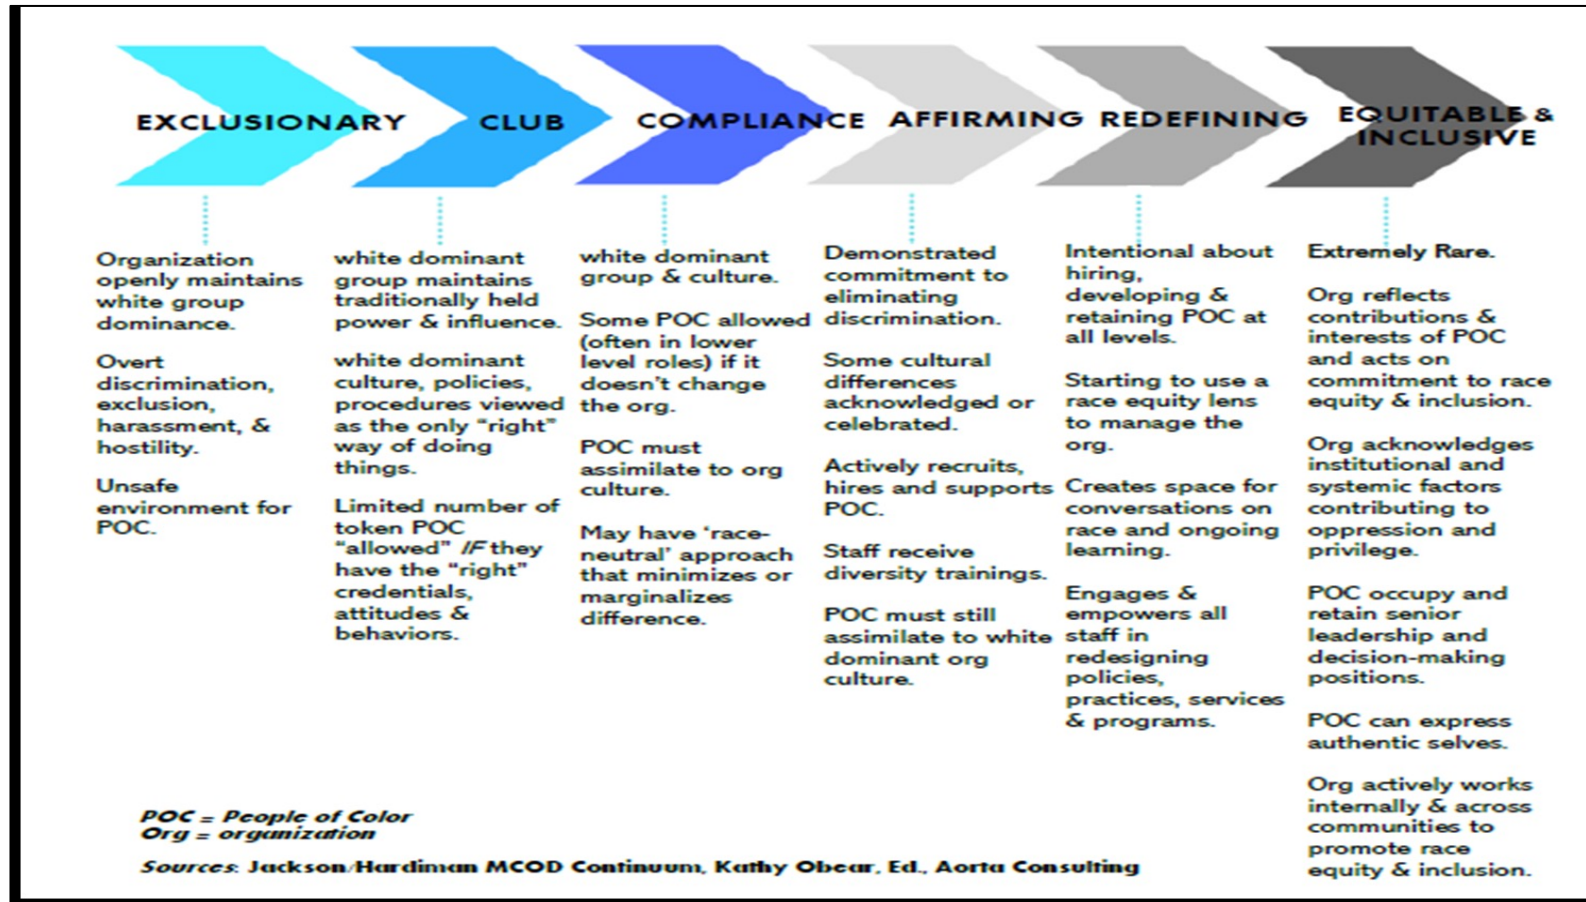 EXCLUSIONARY
CLUB
COMPLIANCE
AFFIRMING
REDEFINING
EQUITABLE &
INCLUSIVE
Organization
openly maintains
white group
dominance.
Overt
discrimination,
exclusion,
harassment, &
hostility.
Unsafe
environment for
POC.
white dominant
group maintains
traditionally held
power & influence.
white dominant
culture, policies,
procedures viewed
as the only “right”
way of doing
things.
Limited number of
token POC
“allowed” IF they
have the “right”
credentials,
attitudes &
behaviors.
white dominant
group & culture.
Some POC allowed
(often in lower
level roles) if it
doesn’t change
the org.
POC must
assimilate to org
culture.
May have ‘race-
neutral’ approach
that minimizes or
marginalizes
difference.
Demonstrated
commitment to
eliminating
discrimination.
Some cultural
differences
acknowledged or
celebrated.
Actively recruits,
hires and supports
POC.
Staff receive
diversity trainings.
POC must still
assimilate to white
dominant org
culture.
Intentional about
hiring,
developing &
retaining POC at
all levels.
Starting to use a
race equity lens
to manage the
org.
Creates space for
conversations on
race and ongoing
learning.
Engages &
empowers all
staff in
redesigning
policies,
practices, services
& programs.
Extremely Rare.
Org reflects
contributions &
interests of POC
and acts on
commitment to race
equity & inclusion.
Org acknowledges
institutional and
systemic factors
contributing to
oppression and
privilege.
POC occupy and
retain senior
leadership and
decision-making
positions.
POC can express
authentic selves.
Org actively works
internally & across
communities to
promote race
equity & inclusion.
POC = People of Color
Org = organization
Sources: Jackson/Hardiman MCOD Continuum, Kathy Obear, Ed., Aorta Consulting